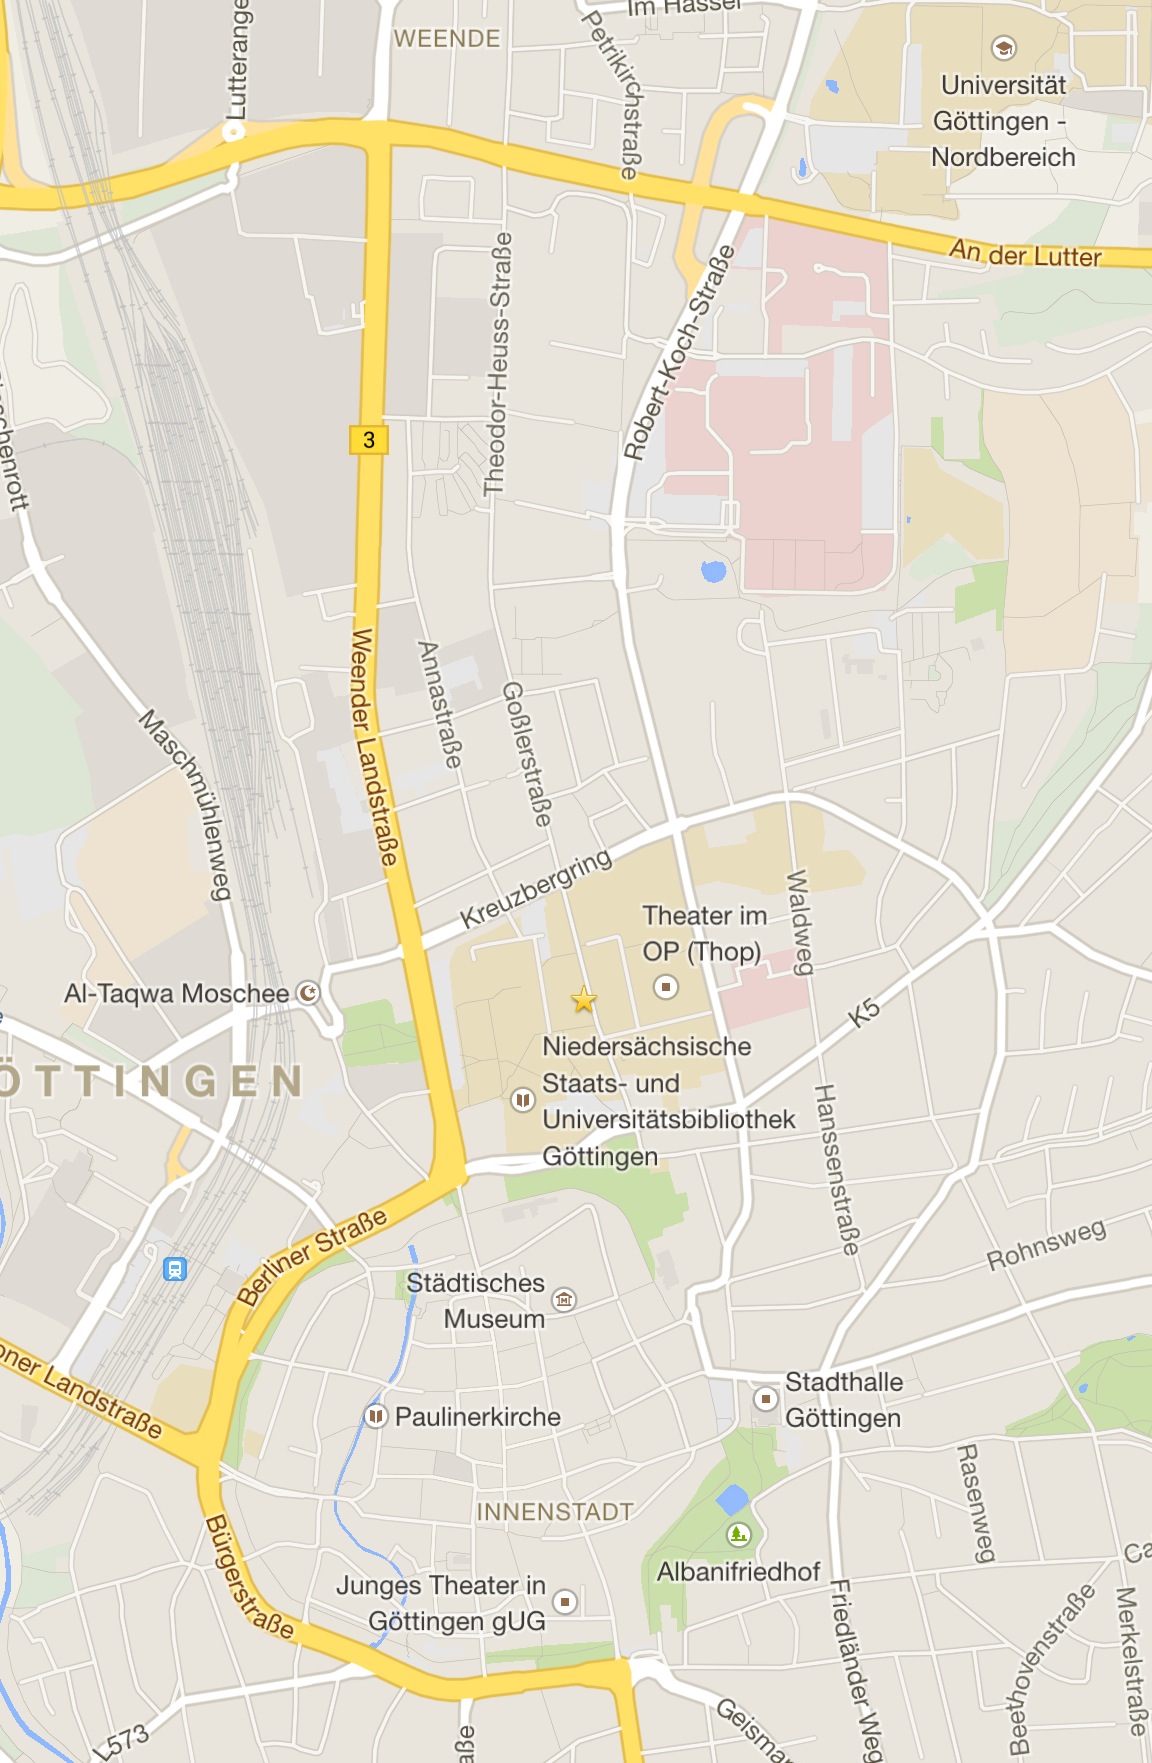 Im Hassel
WEENDE
Petrikirchstraße
Universität
Göttingen -
Nordbereich
An der Lutter
Robert-Koch-Straße
Theodor-Heuss-Straße
3
Weender Landstraße
Annastraße
Goßlerstraße
Maschmühlenweg
Kreuzbergring
Waldweg
Theater im
OP (Thop)
Al-Taqwa Moschee
K5
Niedersächsische
Staats- und
Universitätsbibliothek
Göttingen
Hanssenstraße
Rohnsweg
Berliner Straße
Städtisches
Museum
Stadthalle
Göttingen
Landstraße
Paulinerkirche
Rasenweg
INNENSTADT
Bürgerstraße
Albanifriedhof
Junges Theater in
Göttingen gUG
Friedländer Weg
Beethovenstraße
Merkelstraße
L573